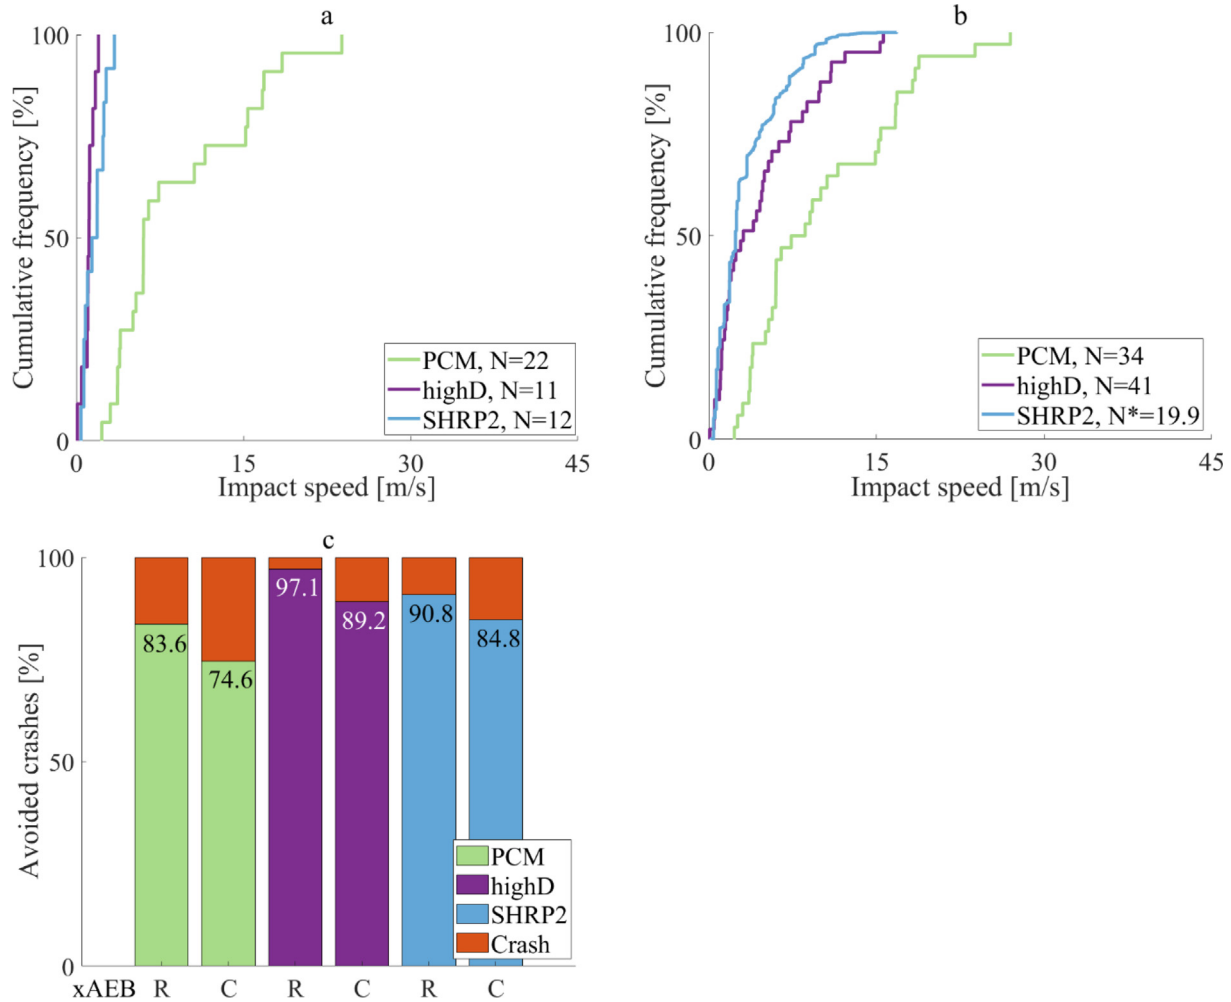 a
100
50
0
Cumulative frequency [%]
PCM, N=22
highD, N=11
SHRP2, N=12
0 15 30 45
Impact speed [m/s]
b
100
50
0
Cumulative frequency [%]
PCM, N=34
highD, N=41
SHRP2, N*=19.9
0 15 30 45
Impact speed [m/s]
c
100
50
0
Avoided crashes [%]
83.6 74.6 97.1 89.2 90.8 84.8
PCM
highD
SHRP2
Crash
xAEB R C R C R C